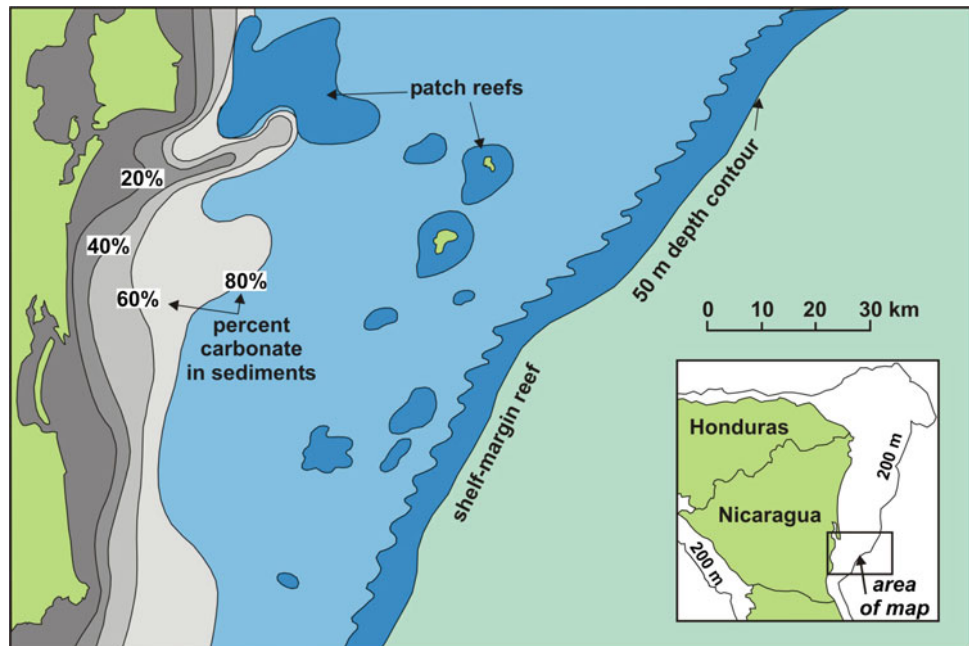 patch reefs
20%
40%
60%
80%
percent
carbonate
in sediments
50 m depth contour
shelf-margin reef
0 10 20 30 km
Honduras
Nicaragua
200 m
200 m
area
of map